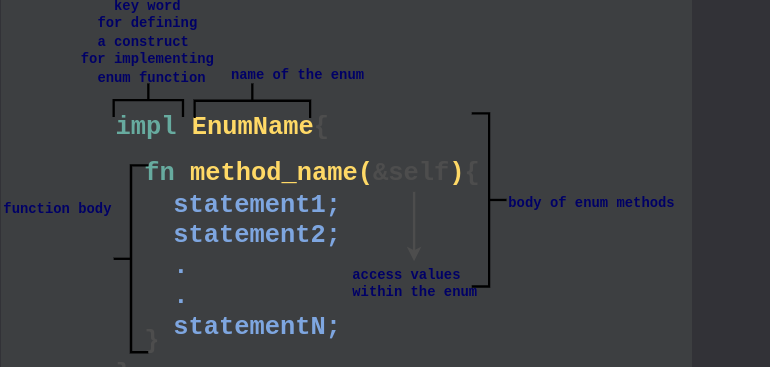 key word
for defining
a construct
for implementing
enum function
name of the enum
impl EnumName{
fn method_name(&self){
statement1;
statement2;
.
.
statementN;
}
}
function body
body of enum methods
access values
within the enum